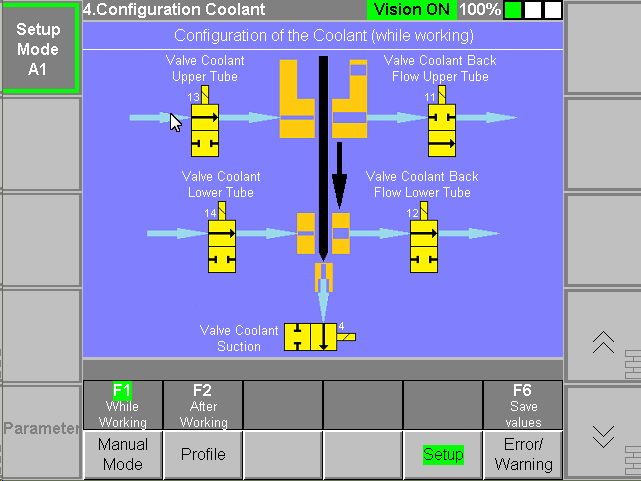 4.Configuration Coolant Vision ON 100%
Setup
Mode
A1
Configuration of the Coolant (while working)
Valve Coolant
Upper Tube
Valve Coolant Back
Flow Upper Tube
13
11
Valve Coolant
Lower Tube
Valve Coolant Back
Flow Lower Tube
14
12
Valve Coolant
Suction
4
Parameter
F1
While
Working
F2
After
Working
F6
Save
values
Manual
Mode
Profile
Setup
Error/
Warning